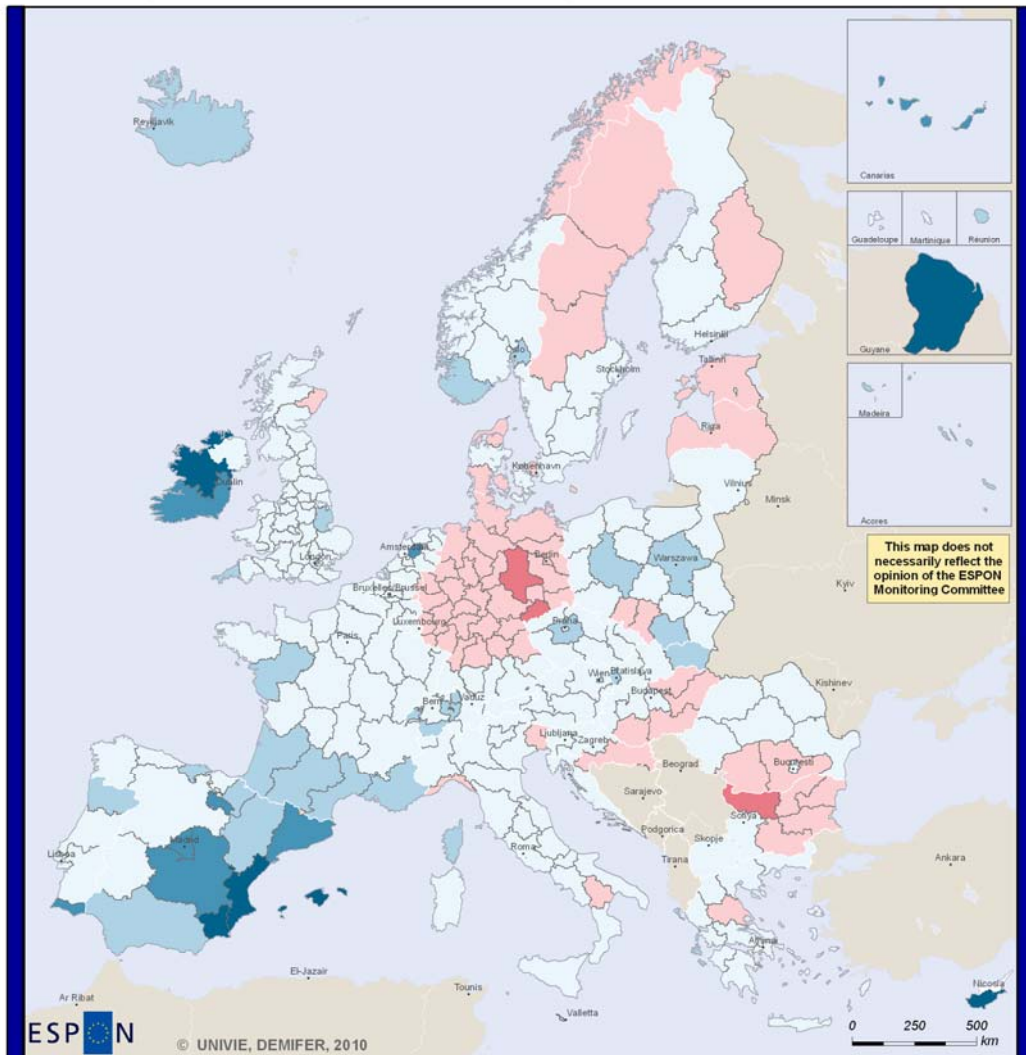 Reykjavik
Canarias
Guadeloupe
Martinique
Réunion
Guyane
Madeira
Acores
This map does not
necessarily reflect the
opinion of the ESPON
Monitoring Committee
Oslo
Helsinki
Stockholm
Tallinn
Riga
København
Vilnius
Minsk
Dublin
London
Amsterdam
Berlin
Warszawa
Bruxelles/Brussel
Luxembourg
Praha
Kyiv
Paris
Wien
Bratislava
Bern
Vaduz
Budapest
Kishinev
Ljubljana
Zagreb
Beograd
Bucuresti
Sarajevo
Podgorica
Sofiya
Skopje
Madrid
Lisboa
Roma
Tirana
Ankara
Athinai
Nicosia
El-Jazair
Tounis
Ar Ribat
Valletta
ESPON
© UNIVIE, DEMIFER, 2010
0 250 500
km